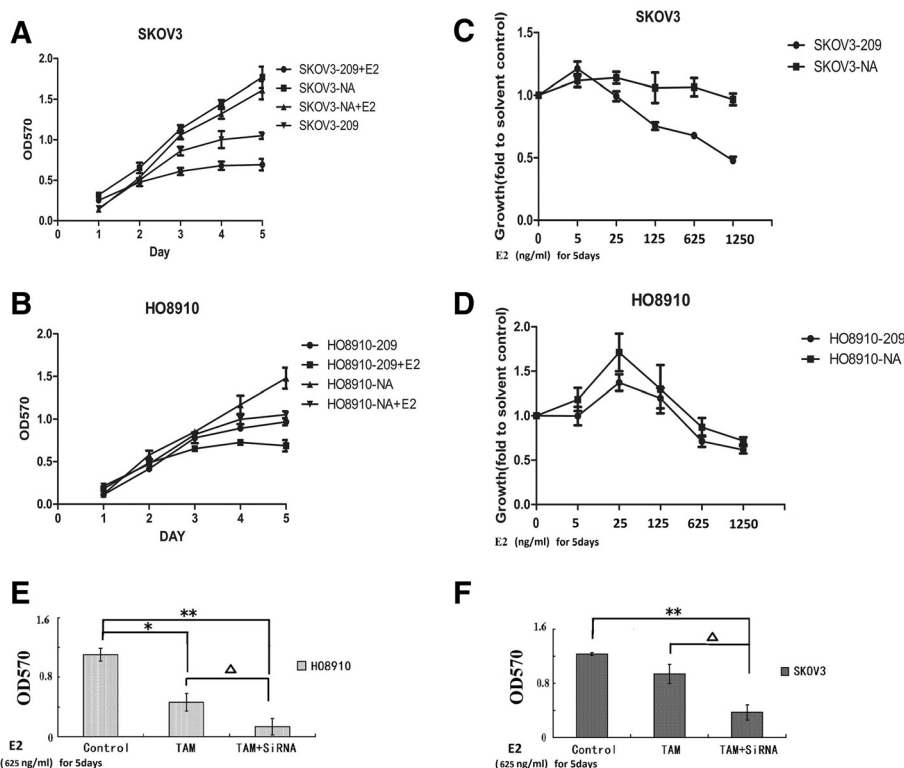 A
SKOV3
OD570
2.0
1.5
1.0
0.5
0.0
0 1 2 3 4 5
Day
SKOV3-209+E2
SKOV3-NA
SKOV3-NA+E2
SKOV3-209
C
SKOV3
Growth(fold to solvent control)
1.5
1.0
0.5
0.0
0 5 25 125 625 1250
E2 (ng/ml) for 5days
SKOV3-209
SKOV3-NA
B
HO8910
OD570
2.0
1.5
1.0
0.5
0.0
0 1 2 3 4 5
DAY
HO8910-209
HO8910-209+E2
HO8910-NA
HO8910-NA+E2
D
HO8910
Growth(fold to solvent control)
2.0
1.5
1.0
0.5
0.0
0 5 25 125 625 1250
E2 (ng/ml) for 5days
HO8910-209
HO8910-NA
E
OD570
1.6
0.8
0
**
*
△
HO8910
Control TAM TAM+SiRNA
E2
(625 ng/ml) for 5days
F
OD570
1.6
0.8
0
**
△
SKOV3
Control TAM TAM+SiRNA
E2
(625 ng/ml) for 5days